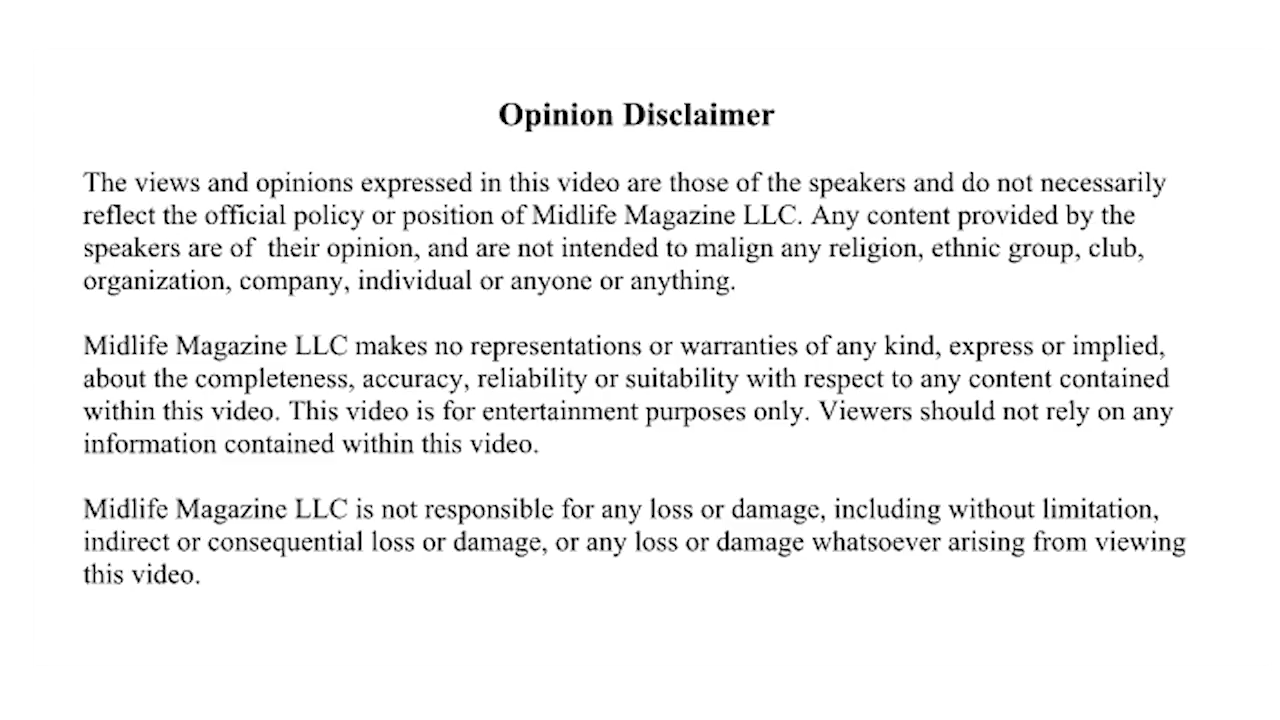 Opinion Disclaimer
The views and opinions expressed in this video are those of the speakers and do not necessarily
reflect the official policy or position of Midlife Magazine LLC. Any content provided by the
speakers are of  their opinion, and are not intended to malign any religion, ethnic group, club,
organization, company, individual or anyone or anything.
Midlife Magazine LLC makes no representations or warranties of any kind, express or implied,
about the completeness, accuracy, reliability or suitability with respect to any content contained
within this video. This video is for entertainment purposes only. Viewers should not rely on any
information contained within this video.
Midlife Magazine LLC is not responsible for any loss or damage, including without limitation,
indirect or consequential loss or damage, or any loss or damage whatsoever arising from viewing
this video.